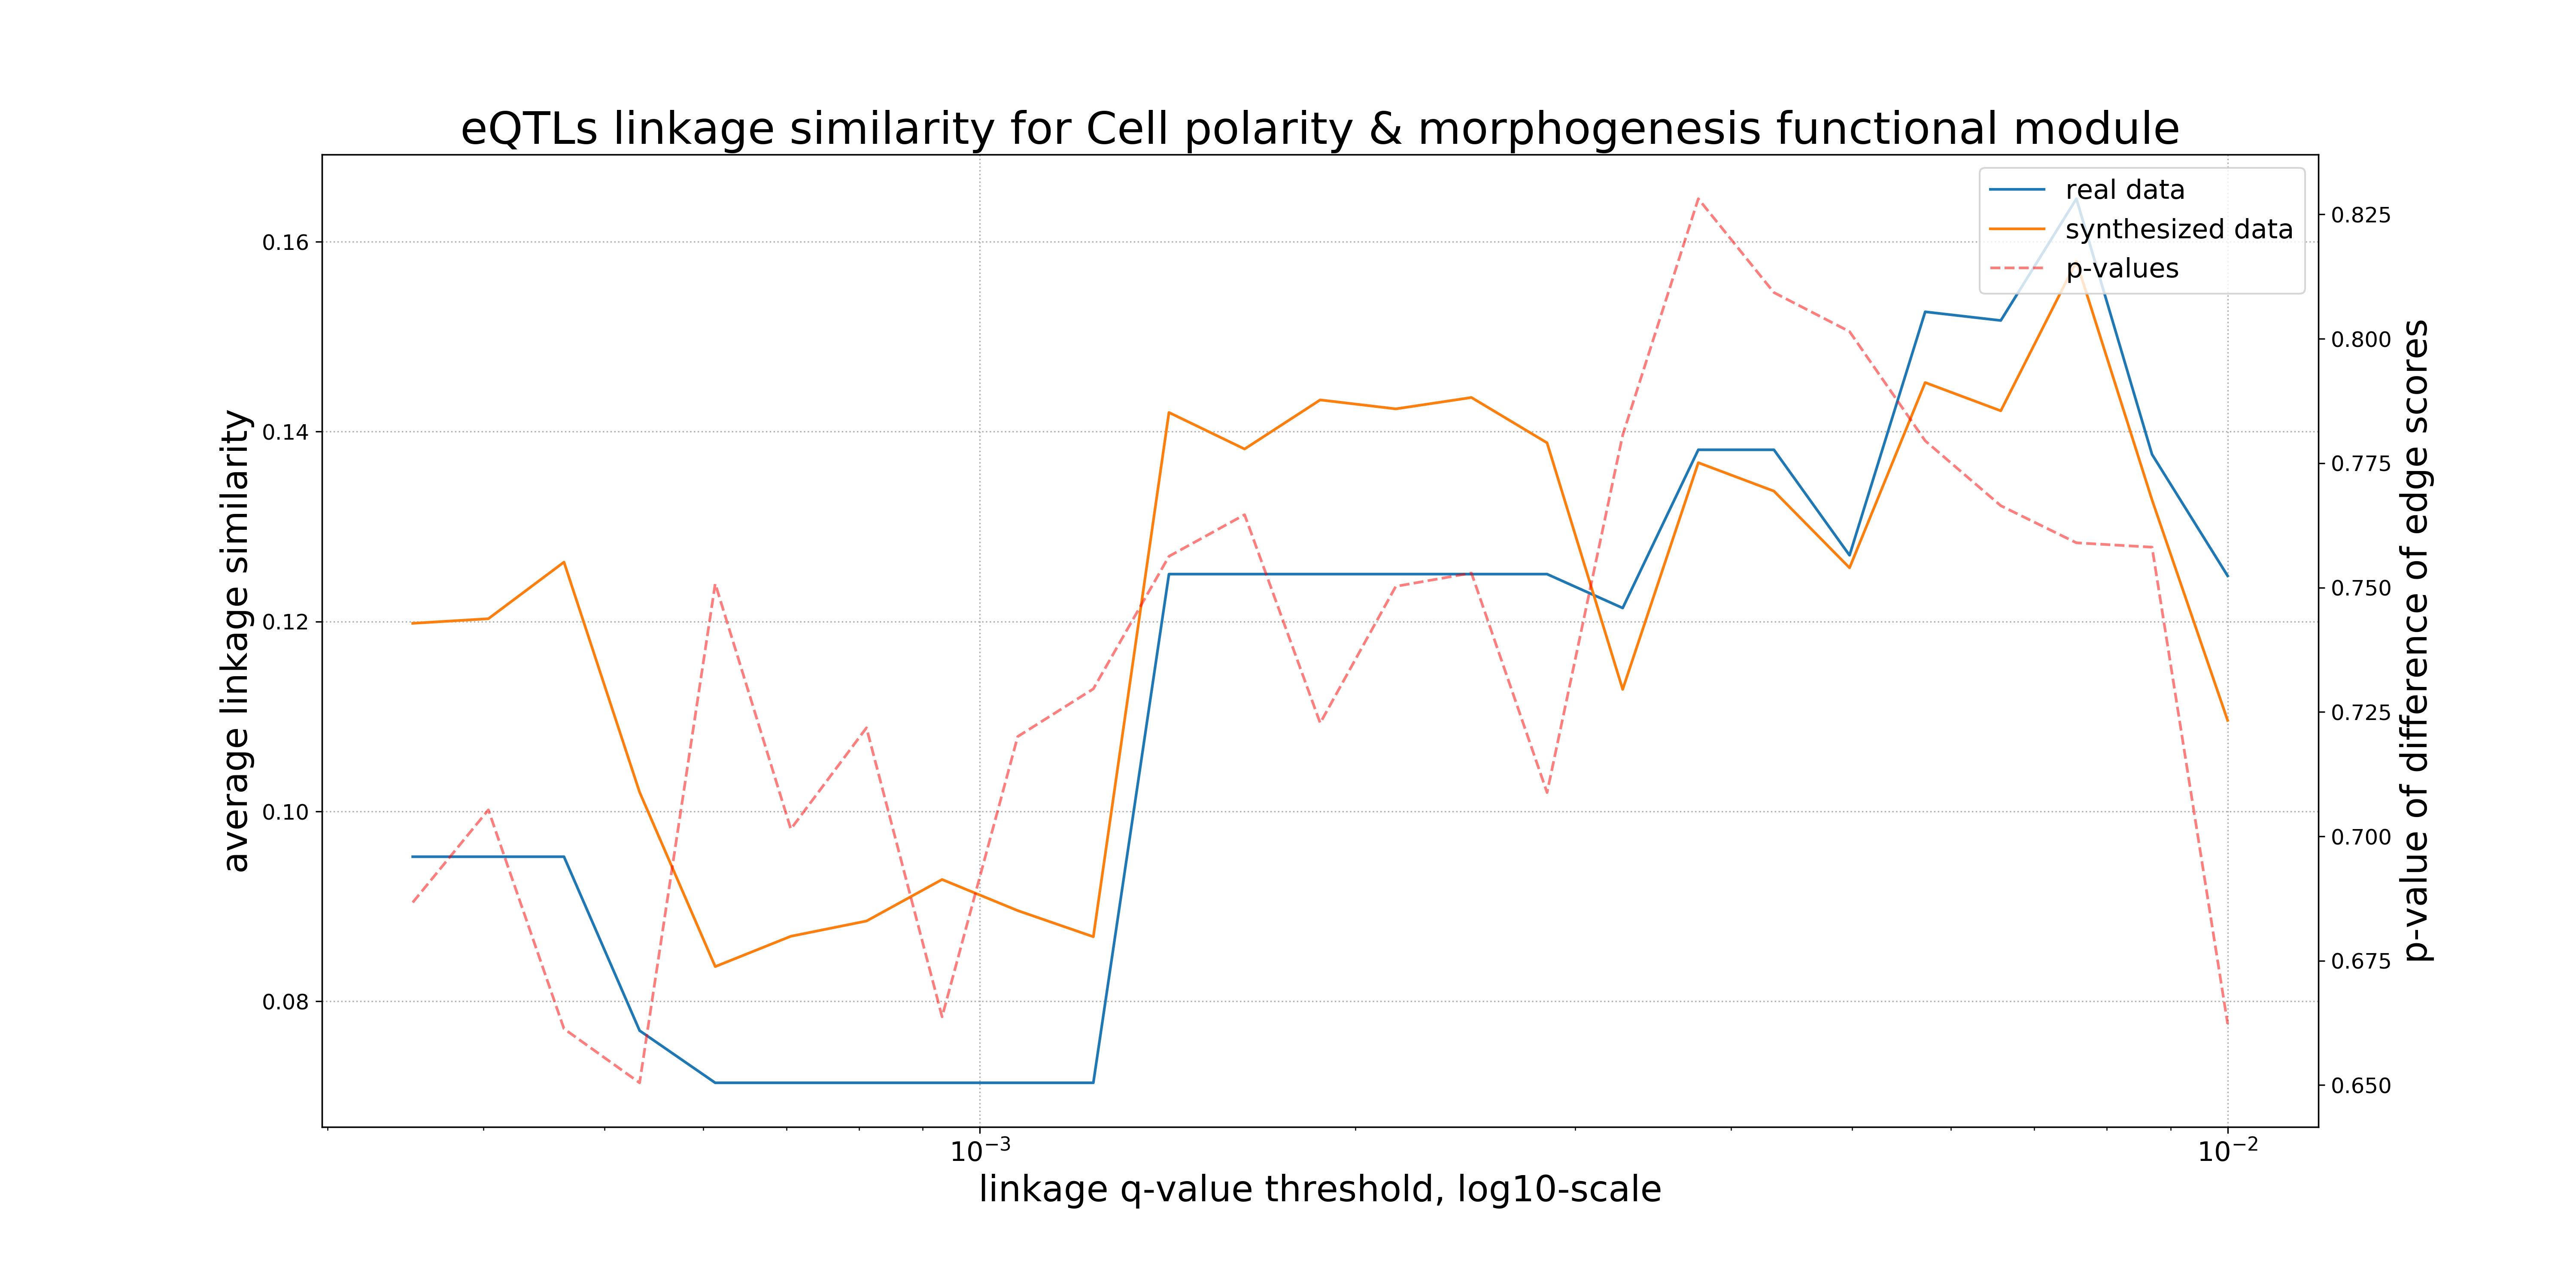 eQTLs linkage similarity for Cell polarity & morphogenesis functional module
real data
synthesized data
p-values
average linkage similarity
0.16
0.14
0.12
0.10
0.08
0.825
0.800
0.775
0.750
0.725
0.700
0.675
0.650
p-value of difference of edge scores
10⁻³
10⁻²
linkage q-value threshold, log10-scale